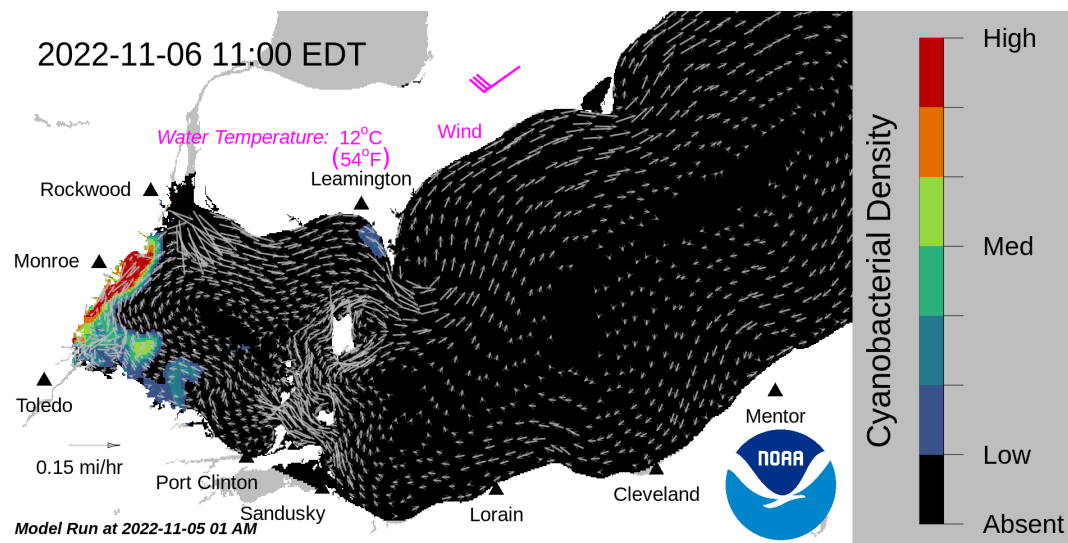 2022-11-06 11:00 EDT
High
Wind
Water Temperature: 12°C
(54°F)
Leamington
Rockwood
Monroe
Med
Cyanobacterial Density
Toledo
Mentor
0.15 mi/hr
NOAA
Low
Port Clinton
Cleveland
Sandusky
Lorain
Model Run at 2022-11-05 01 AM
Absent